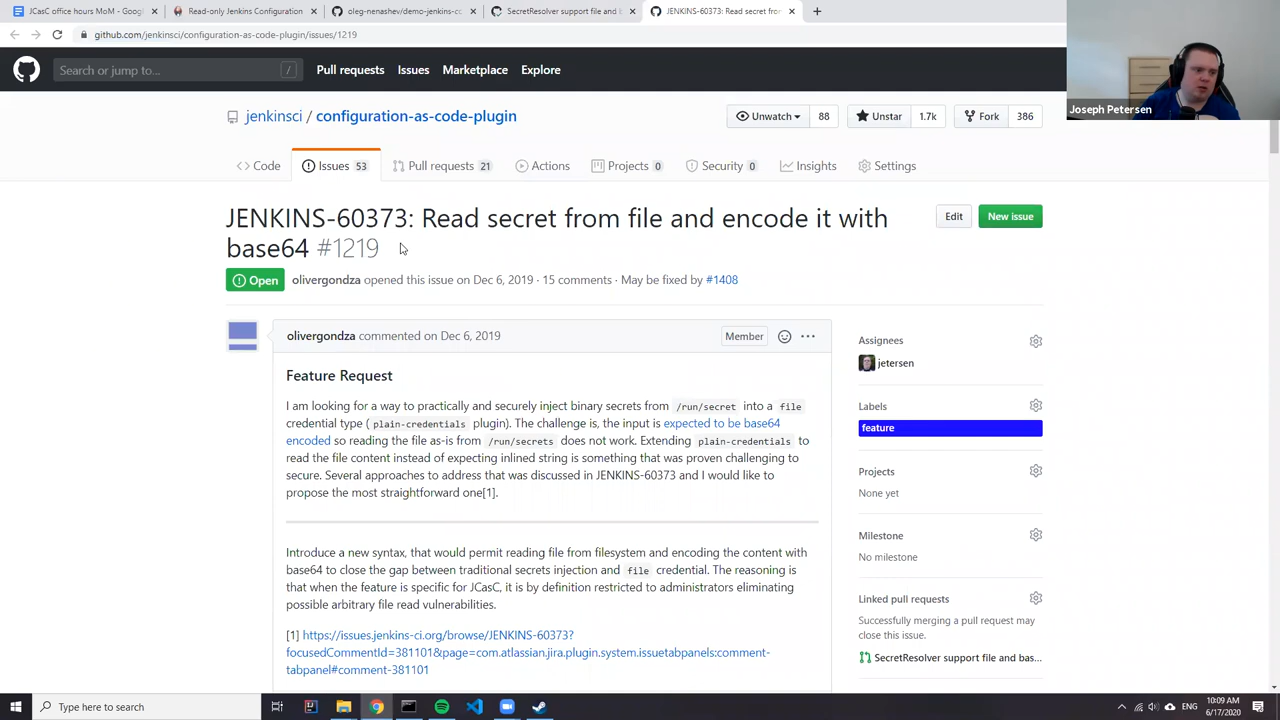 JCasC office hours MoM - Googl
Read-only Jenkins Configuration
oleg-nenashev/demo-jenkins-cc
SecretResolver support file and b
JENKINS-60373: Read secret fro
github.com/jenkinsci/configuration-as-code-plugin/issues/1219
Joseph Petersen
Search or jump to...
/
Pull requests Issues Marketplace Explore
jenkinsci / configuration-as-code-plugin
Unwatch 88
Unstar 1.7k
Fork 386
Code
Issues 53
Pull requests 21
Actions
Projects 0
Security 0
Insights
Settings
JENKINS-60373: Read secret from file and encode it with
base64 #1219
Edit
New issue
Open
olivergondza opened this issue on Dec 6, 2019 · 15 comments · May be fixed by #1408
olivergondza commented on Dec 6, 2019
Member
Feature Request
I am looking for a way to practically and securely inject binary secrets from /run/secret into a file
credential type ( plain-credentials plugin). The challenge is, the input is expected to be base64
encoded so reading the file as-is from /run/secrets does not work. Extending plain-credentials to
read the file content instead of expecting inlined string is something that was proven challenging to
secure. Several approaches to address that was discussed in JENKINS-60373 and I would like to
propose the most straightforward one[1].
Introduce a new syntax, that would permit reading file from filesystem and encoding the content with
base64 to close the gap between traditional secrets injection and file credential. The reasoning is
that when the feature is specific for JCasC, it is by definition restricted to administrators eliminating
possible arbitrary file read vulnerabilities.
[1] https://issues.jenkins-ci.org/browse/JENKINS-60373?
focusedCommentId=381101&page=com.atlassian.jira.plugin.system.issuetabpanels:comment-
tabpanel#comment-381101
Assignees
jetersen
Labels
feature
Projects
None yet
Milestone
No milestone
Linked pull requests
Successfully merging a pull request may
close this issue.
SecretResolver support file and bas...
Type here to search
10:09 AM
6/17/2020